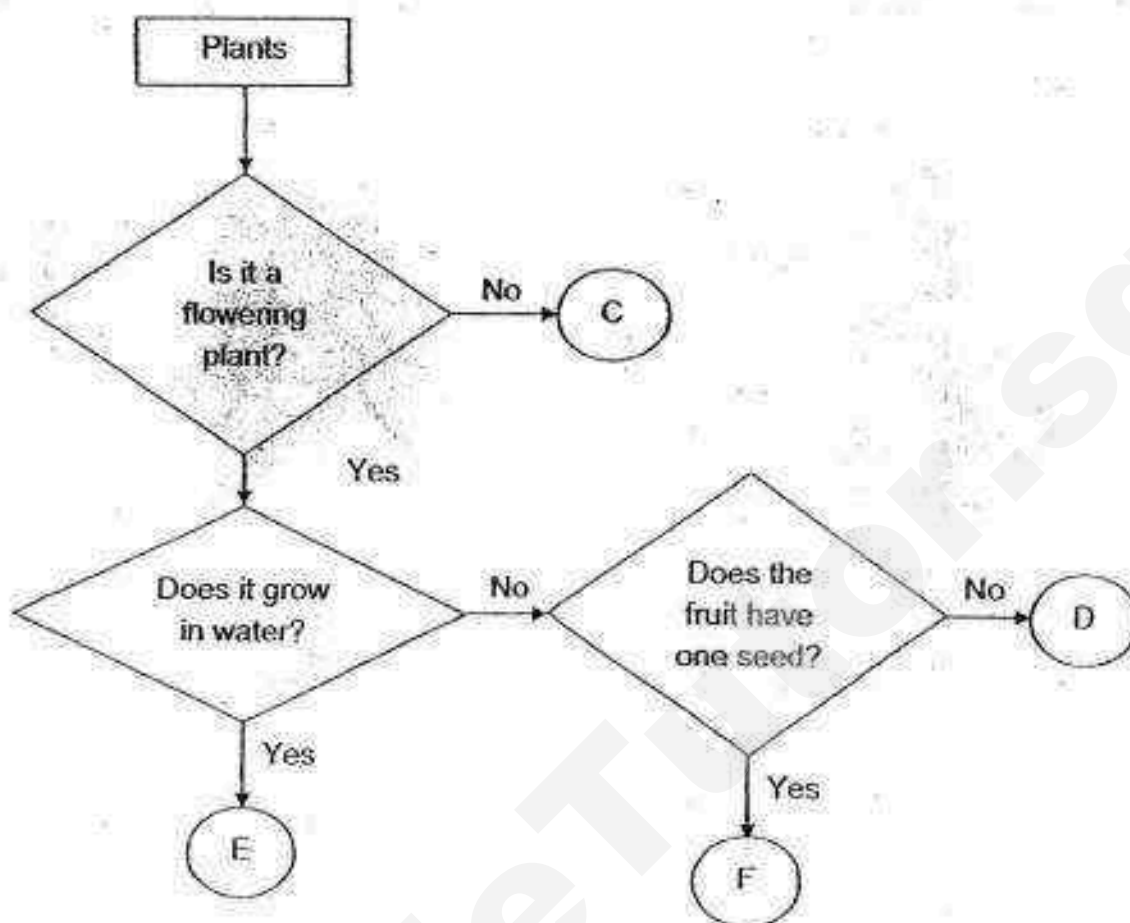 Plants
Is it a
flowering
plant?
No
C
Yes
Does it grow
in water?
No
Does the
fruit have
one seed?
No
D
Yes
E
Yes
F